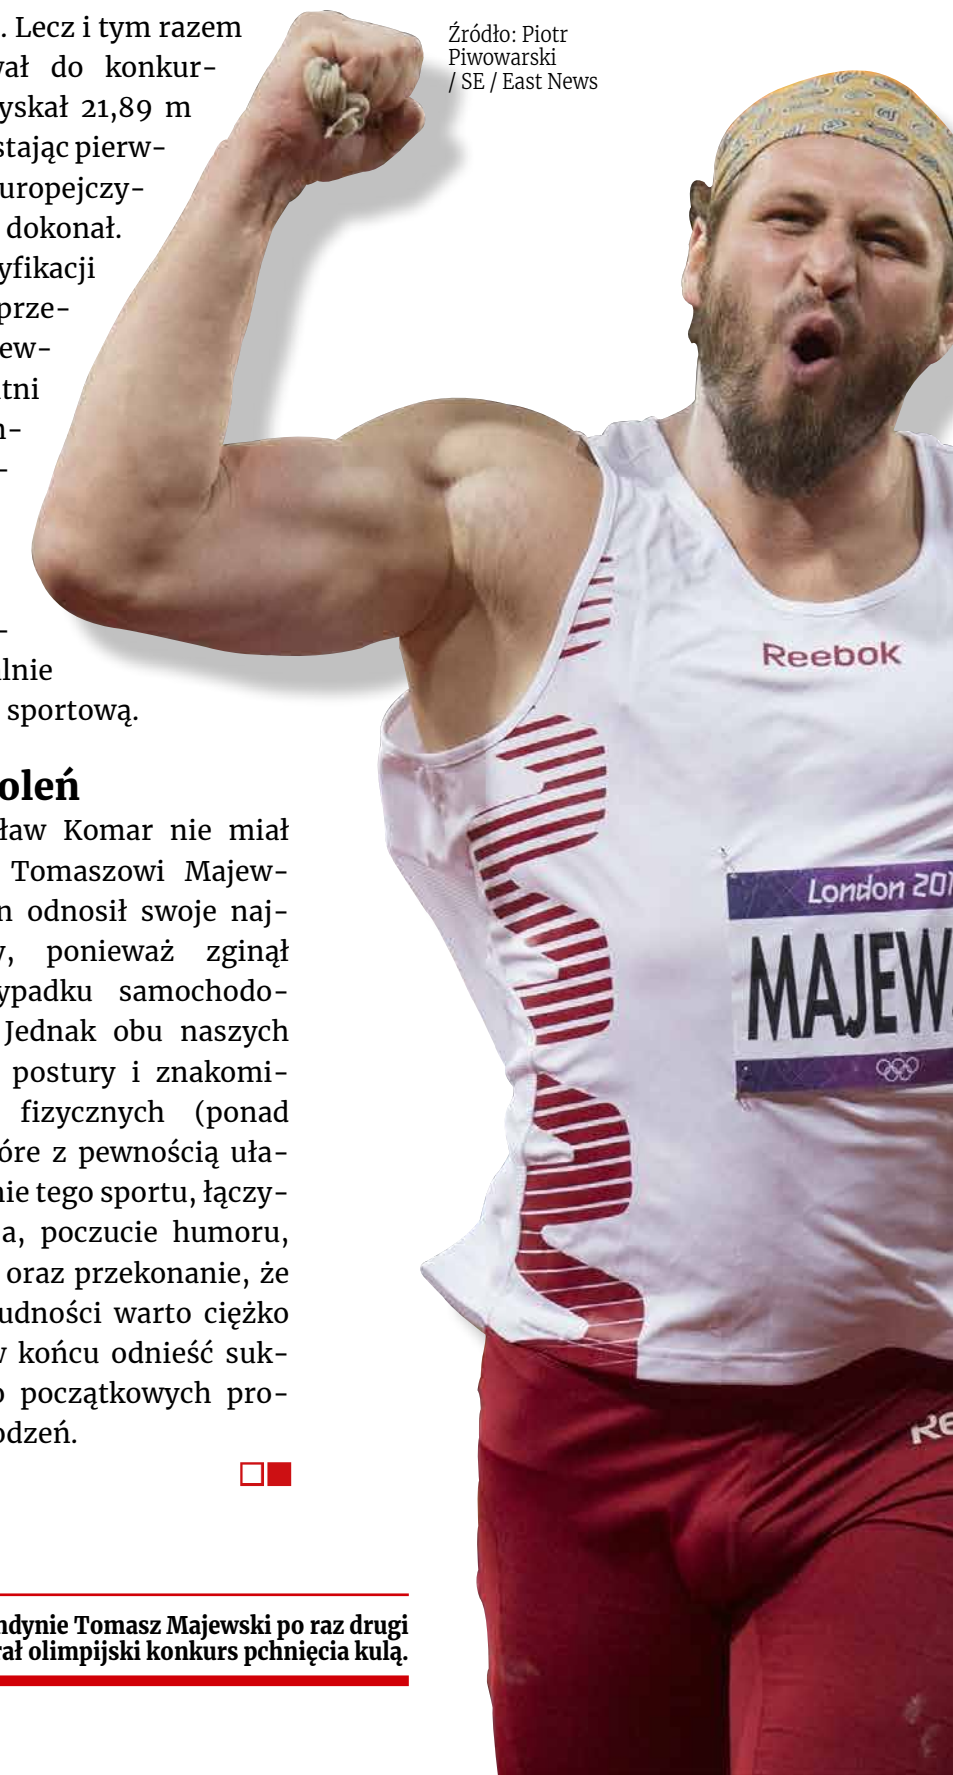 . Lecz i tym razem
wał do konkur-
yskał 21,89 m
stając pierw-
uropejczy-
dokonał.
yfikacji
prze-
ew-
tni
-
-
lnie
sportową.
oleń
ław Komar nie miał
Tomaszowi Majew-
n odnosił swoje naj-
y, ponieważ zginął
ypadku samochodo-
Jednak obu naszych
postury i znakomi-
fizycznych (ponad
óre z pewnością uła-
nie tego sportu, łączy-
a, poczucie humoru,
oraz przekonanie, że
udności warto ciężko
w końcu odnieść suk-
o początkowych pro-
odzeń.
ndynie Tomasz Majewski po raz drugi
rał olimpijski konkurs pchnięcia kulą.
Źródło: Piotr
Piwowarski
/ SE / East News
Reebok
London 201
MAJEW
Re